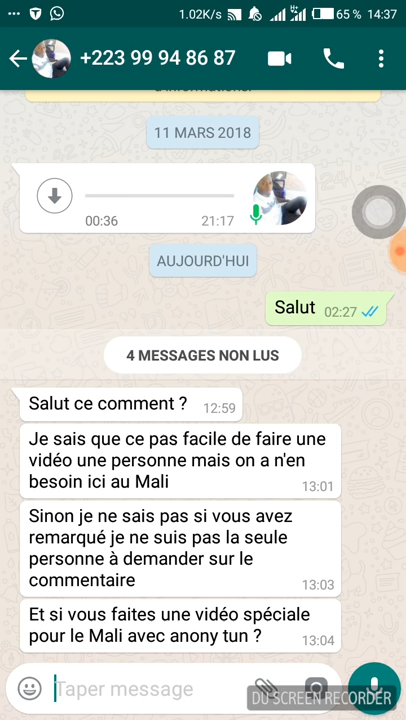 1.02K/s 65 % 14:37
+223 99 94 86 87
d'informations.
11 MARS 2018
00:36 21:17
AUJOURD'HUI
Salut 02:27
4 MESSAGES NON LUS
Salut ce comment ? 12:59
Je sais que ce pas facile de faire une
vidéo une personne mais on a n'en
besoin ici au Mali 13:01
Sinon je ne sais pas si vous avez
remarqué je ne suis pas la seule
personne à demander sur le
commentaire 13:03
Et si vous faites une vidéo spéciale
pour le Mali avec anony tun ? 13:04
Taper message
DU SCREEN RECORDER